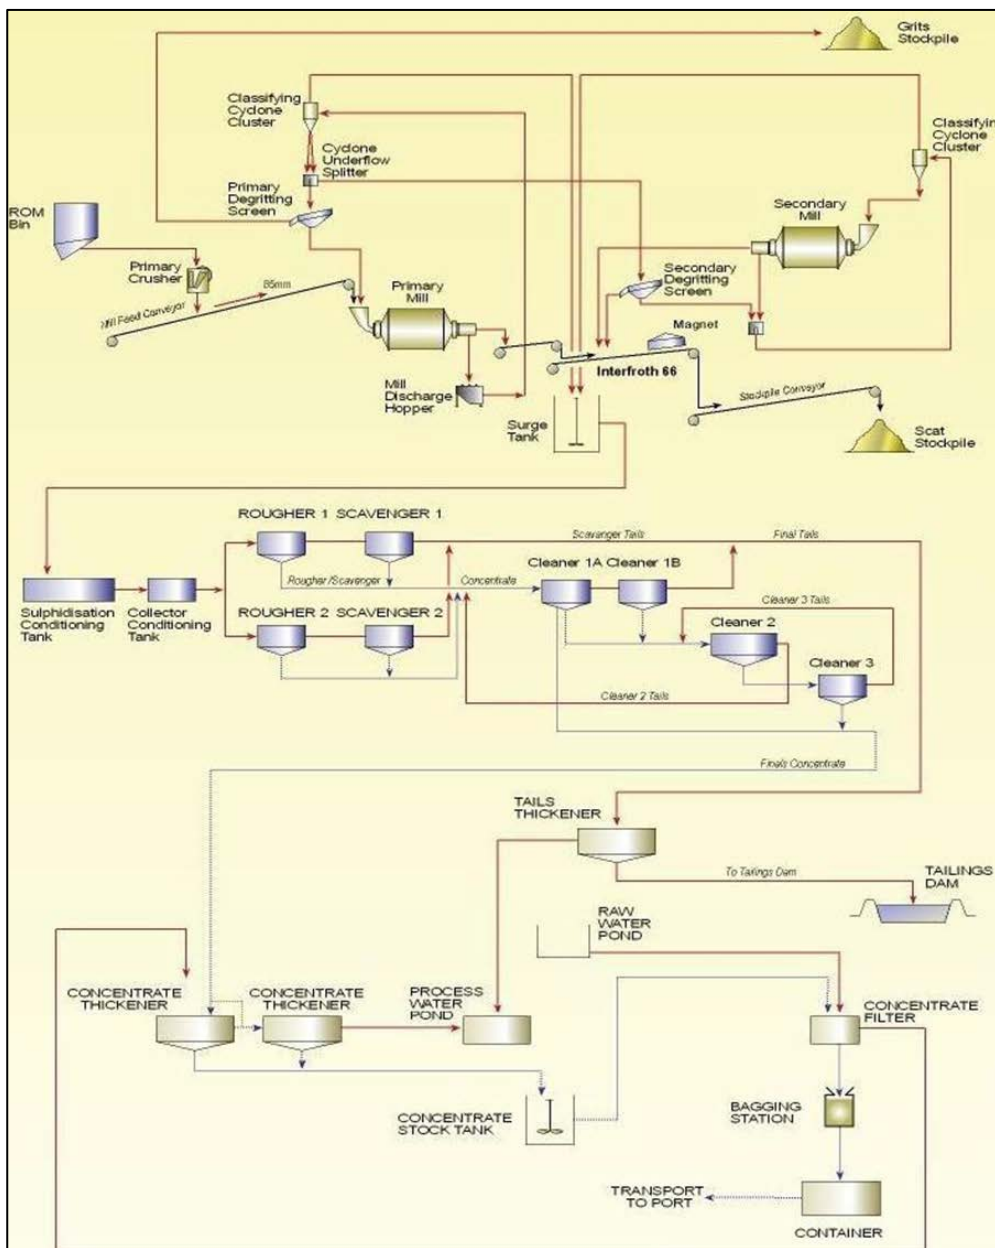 Grits
Stockpile
Classifying
Cyclone
Cluster
Cyclone
Underflow
Splitter
Classifying
Cyclone
Cluster
Primary
Degritting
Screen
Secondary
Mill
ROM
Bin
Primary
Crusher
85mm
Mill Feed Conveyor
Primary
Mill
Secondary
Degritting
Screen
Magnet
Interfroth 66
Mill
Discharge
Hopper
Stockpile Conveyor
Surge
Tank
Scat
Stockpile
ROUGHER 1 SCAVENGER 1
Scavanger Tails
Final Tails
Rougher /Scavenger
Concentrate
Cleaner 1A Cleaner 1B
Sulphidisation
Conditioning
Tank
Collector
Conditioning
Tank
ROUGHER 2 SCAVENGER 2
Cleaner 3 Tails
Cleaner 2
Cleaner 3
Cleaner 2 Tails
Finals Concentrate
TAILS
THICKENER
To Tailings Dam
TAILINGS
DAM
RAW
WATER
POND
CONCENTRATE
THICKENER
CONCENTRATE
THICKENER
PROCESS
WATER
POND
CONCENTRATE
FILTER
CONCENTRATE
STOCK TANK
BAGGING
STATION
TRANSPORT
TO PORT
CONTAINER